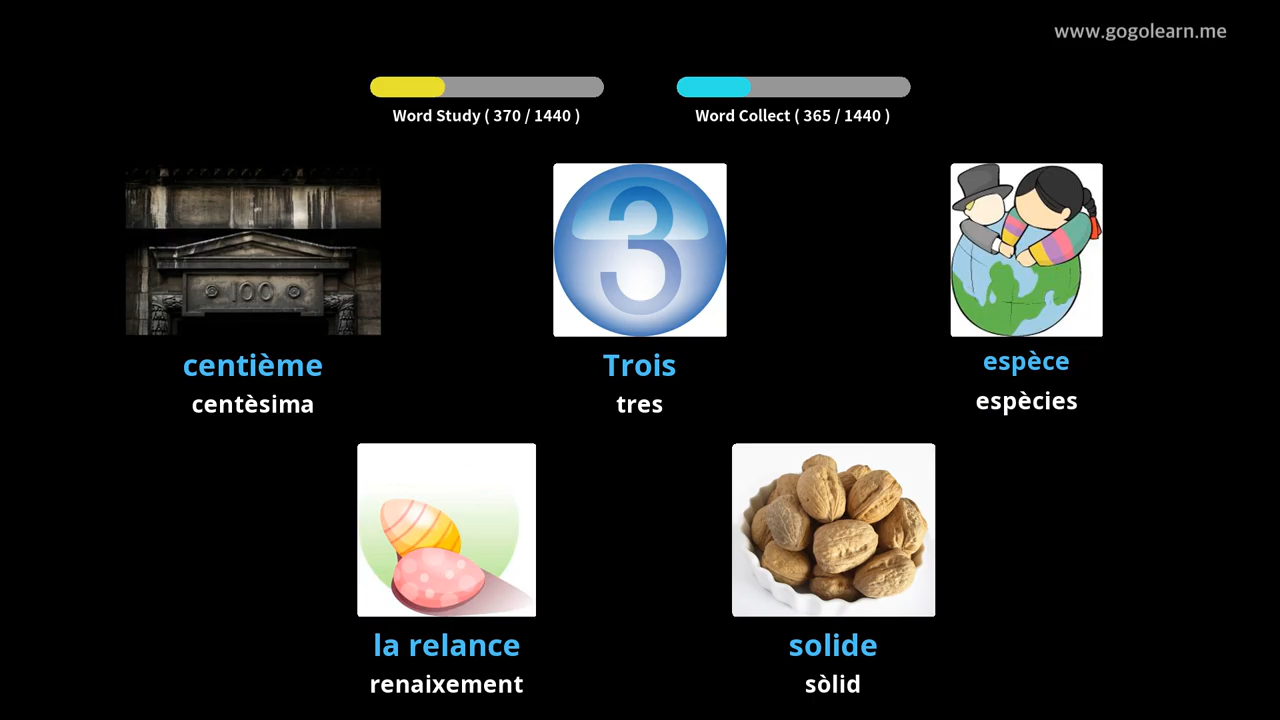 www.gogolearn.me
Word Study ( 370 / 1440 )
Word Collect ( 365 / 1440 )
100
3
centième
Trois
espèce
centèsima
tres
espècies
la relance
solide
renaixement
sòlid